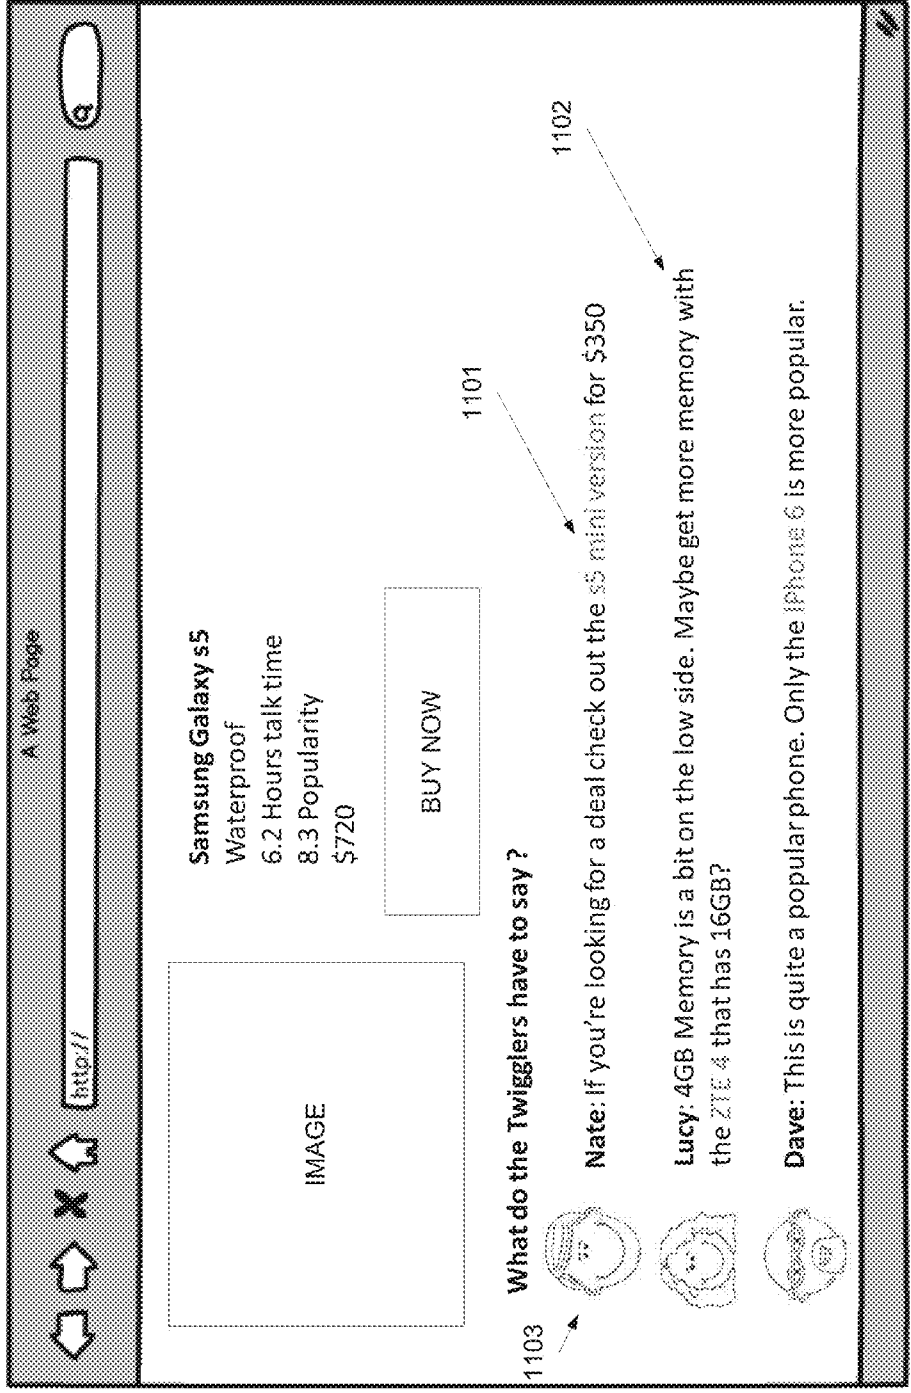 A Web Page
http://
IMAGE
Samsung Galaxy s5
Waterproof
6.2 Hours talk time
8.3 Popularity
$720
BUY NOW
What do the Twigglers have to say ?
1101
1102
1103
Nate: If you're looking for a deal check out the s5 mini version for $350
Lucy: 4GB Memory is a bit on the low side. Maybe get more memory with
the ZTE 4 that has 16GB?
Dave: This is quite a popular phone. Only the iPhone 6 is more popular.